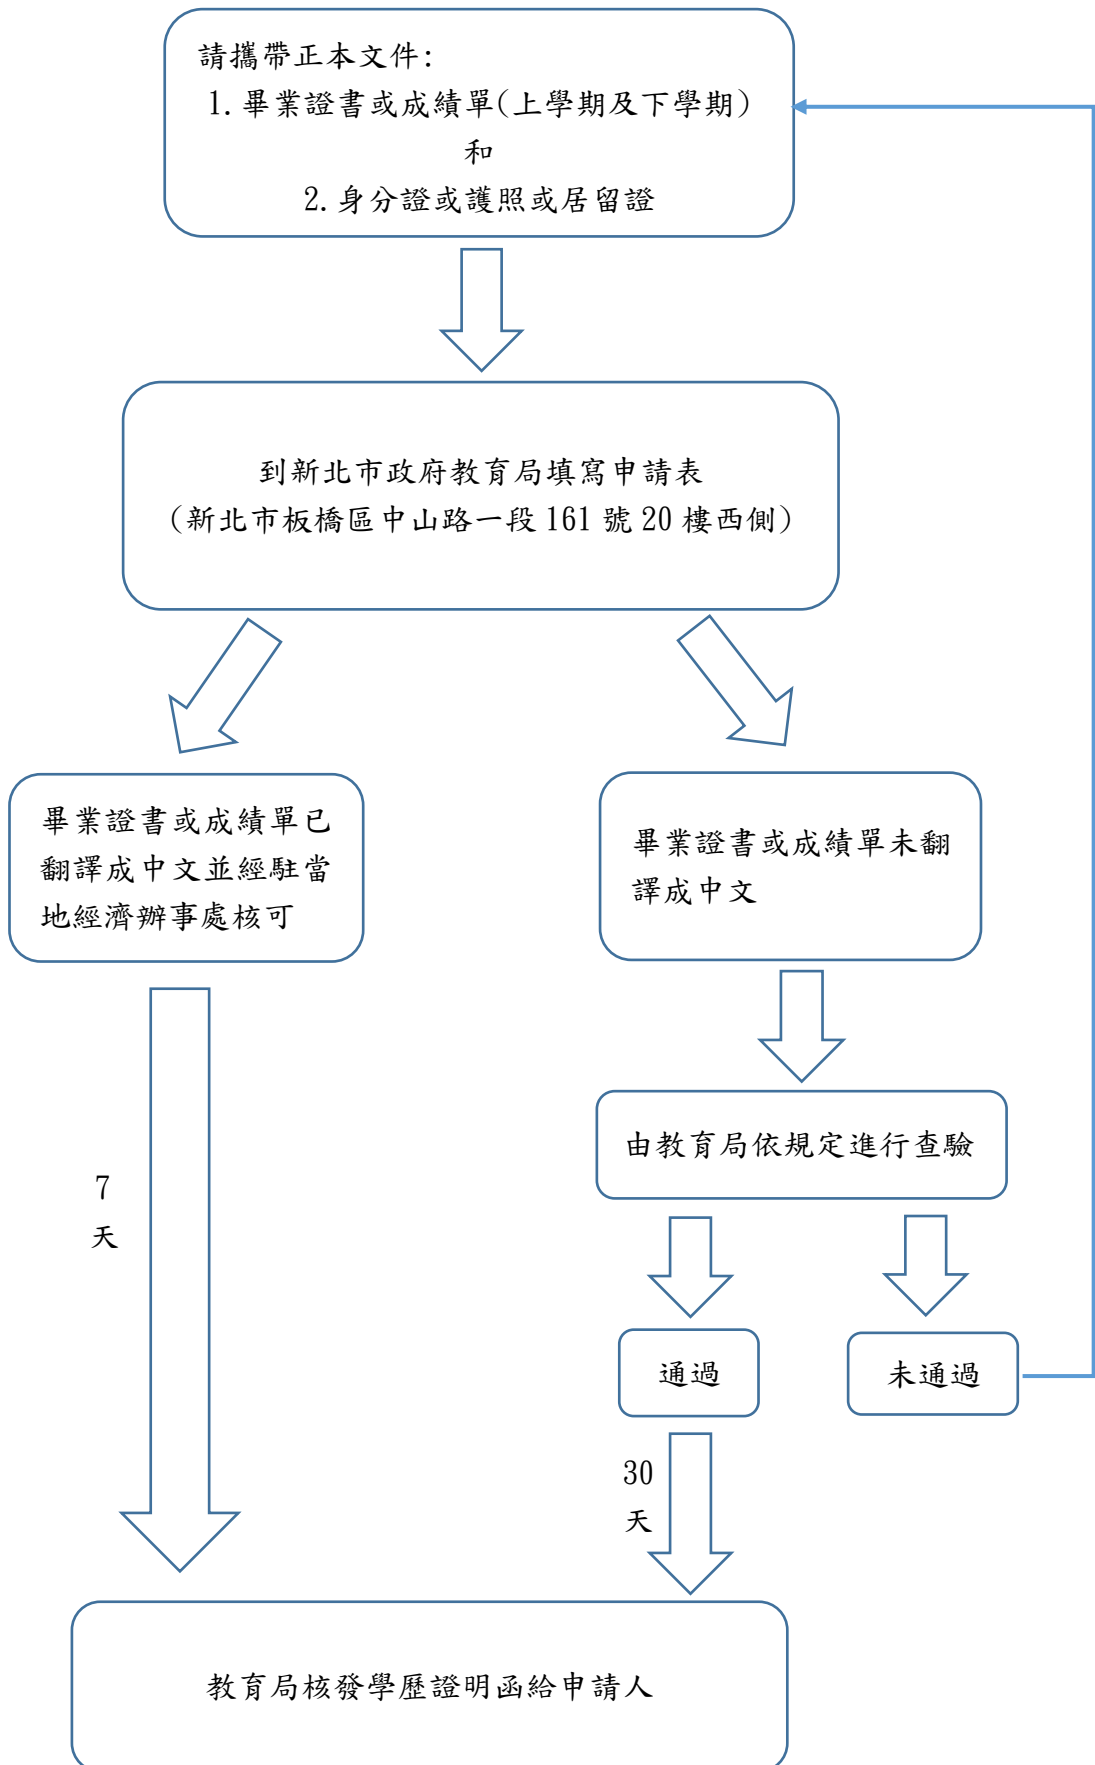 請攜帶正本文件:
1.畢業證書或成績單(上學期及下學期)
和
2.身分證或護照或居留證
到新北市政府教育局填寫申請表
(新北市板橋區中山路一段 161 號 20 樓西側)
畢業證書或成績單已
翻譯成中文並經駐當
地經濟辦事處核可
畢業證書或成績單未翻
譯成中文
由教育局依規定進行查驗
7
天
通過
未通過
30
天
教育局核發學歷證明函給申請人